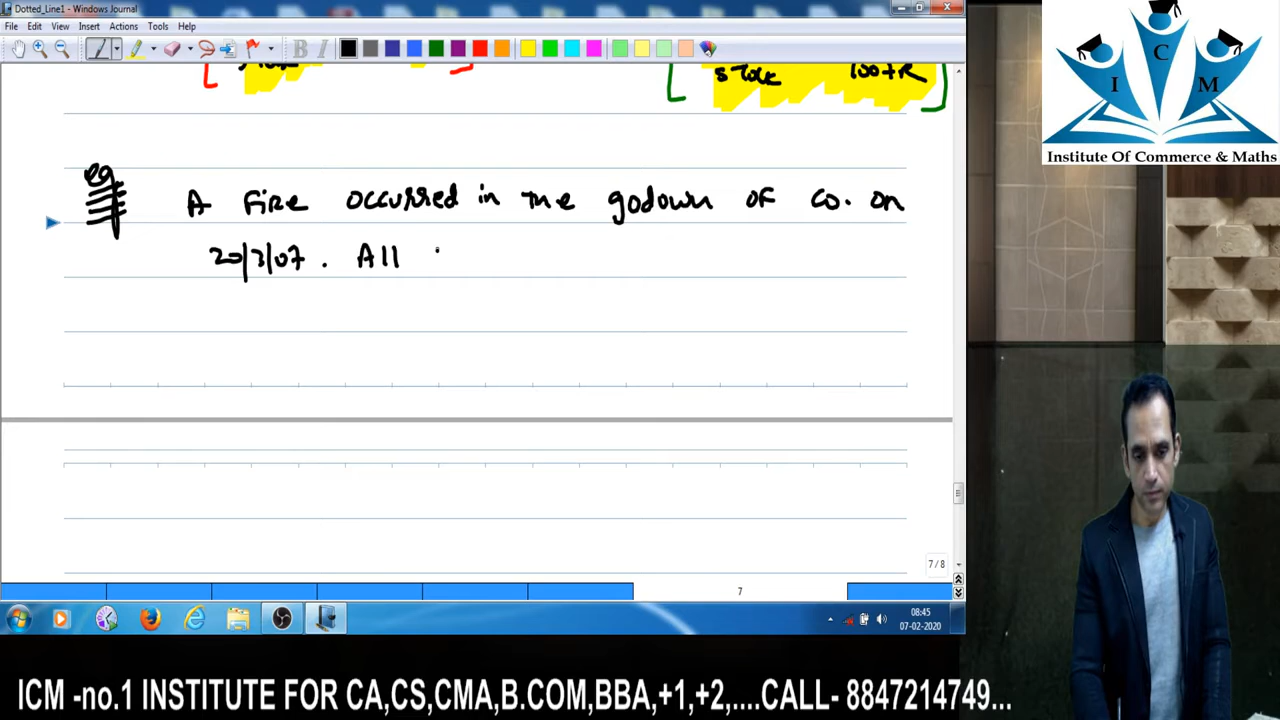 Dotted_Line1 - Windows Journal
File Edit View Insert Actions Tools Help
stock 100+R
eg A Fire occurred in the godown of co. on
20/3/07 . All
7/8
7
08:45
07-02-2020
I C M
Institute Of Commerce & Maths
ICM -no.1 INSTITUTE FOR CA,CS,CMA,B.COM,BBA,+1,+2,....CALL- 8847214749...